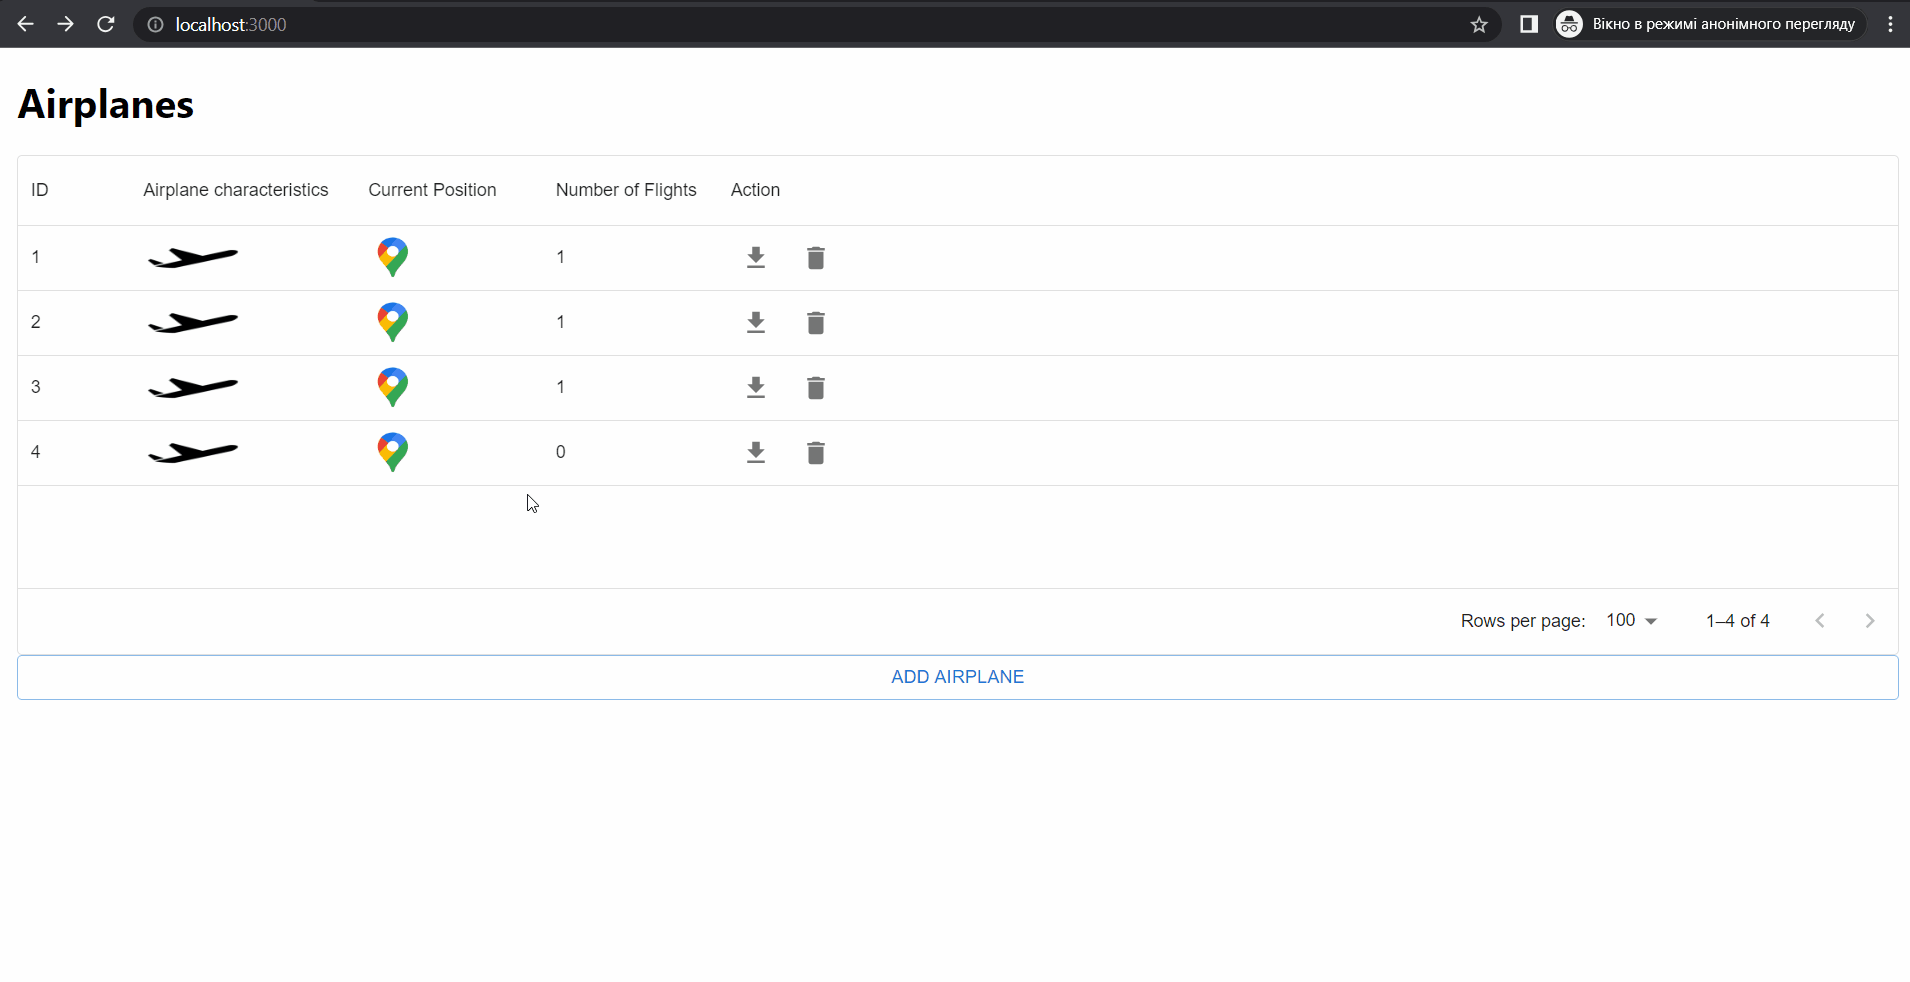 localhost:3000
Вікно в режимі анонімного перегляду
Airplanes
ID Airplane characteristics Current Position Number of Flights Action
1 1
2 1
3 1
4 0
Rows per page: 100 1–4 of 4
ADD AIRPLANE